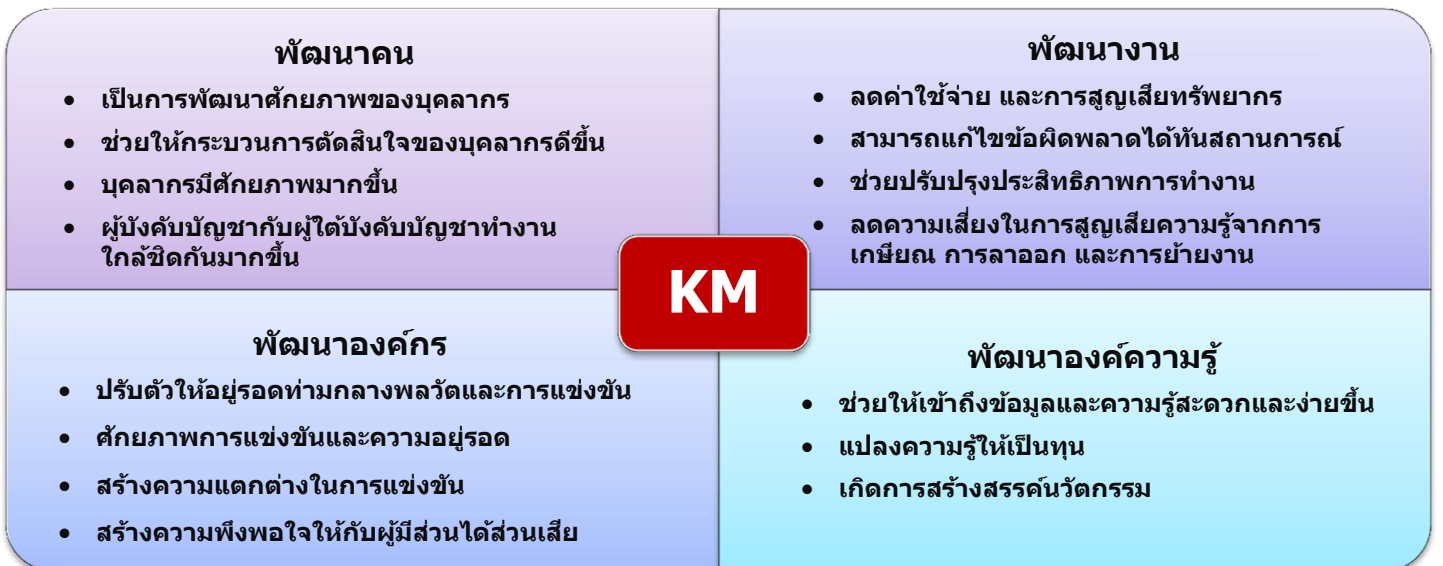 พัฒนาคน
• เป็นการพัฒนาศักยภาพของบุคลากร
• ช่วยให้กระบวนการตัดสินใจของบุคลากรดีขึ้น
• บุคลากรมีศักยภาพมากขึ้น
• ผู้บังคับบัญชากับผู้ใต้บังคับบัญชาทำงาน
ใกล้ชิดกันมากขึ้น
พัฒนางาน
• ลดค่าใช้จ่าย และการสูญเสียทรัพยากร
• สามารถแก้ไขข้อผิดพลาดได้ทันสถานการณ์
• ช่วยปรับปรุงประสิทธิภาพการทำงาน
• ลดความเสี่ยงในการสูญเสียความรู้จากการ
เกษียณ การลาออก และการย้ายงาน
KM
พัฒนาองค์กร
• ปรับตัวให้อยู่รอดท่ามกลางพลวัตและการแข่งขัน
• ศักยภาพการแข่งขันและความอยู่รอด
• สร้างความแตกต่างในการแข่งขัน
• สร้างความพึงพอใจให้กับผู้มีส่วนได้ส่วนเสีย
พัฒนาองค์ความรู้
• ช่วยให้เข้าถึงข้อมูลและความรู้สะดวกและง่ายขึ้น
• แปลงความรู้ให้เป็นทุน
• เกิดการสร้างสรรค์นวัตกรรม